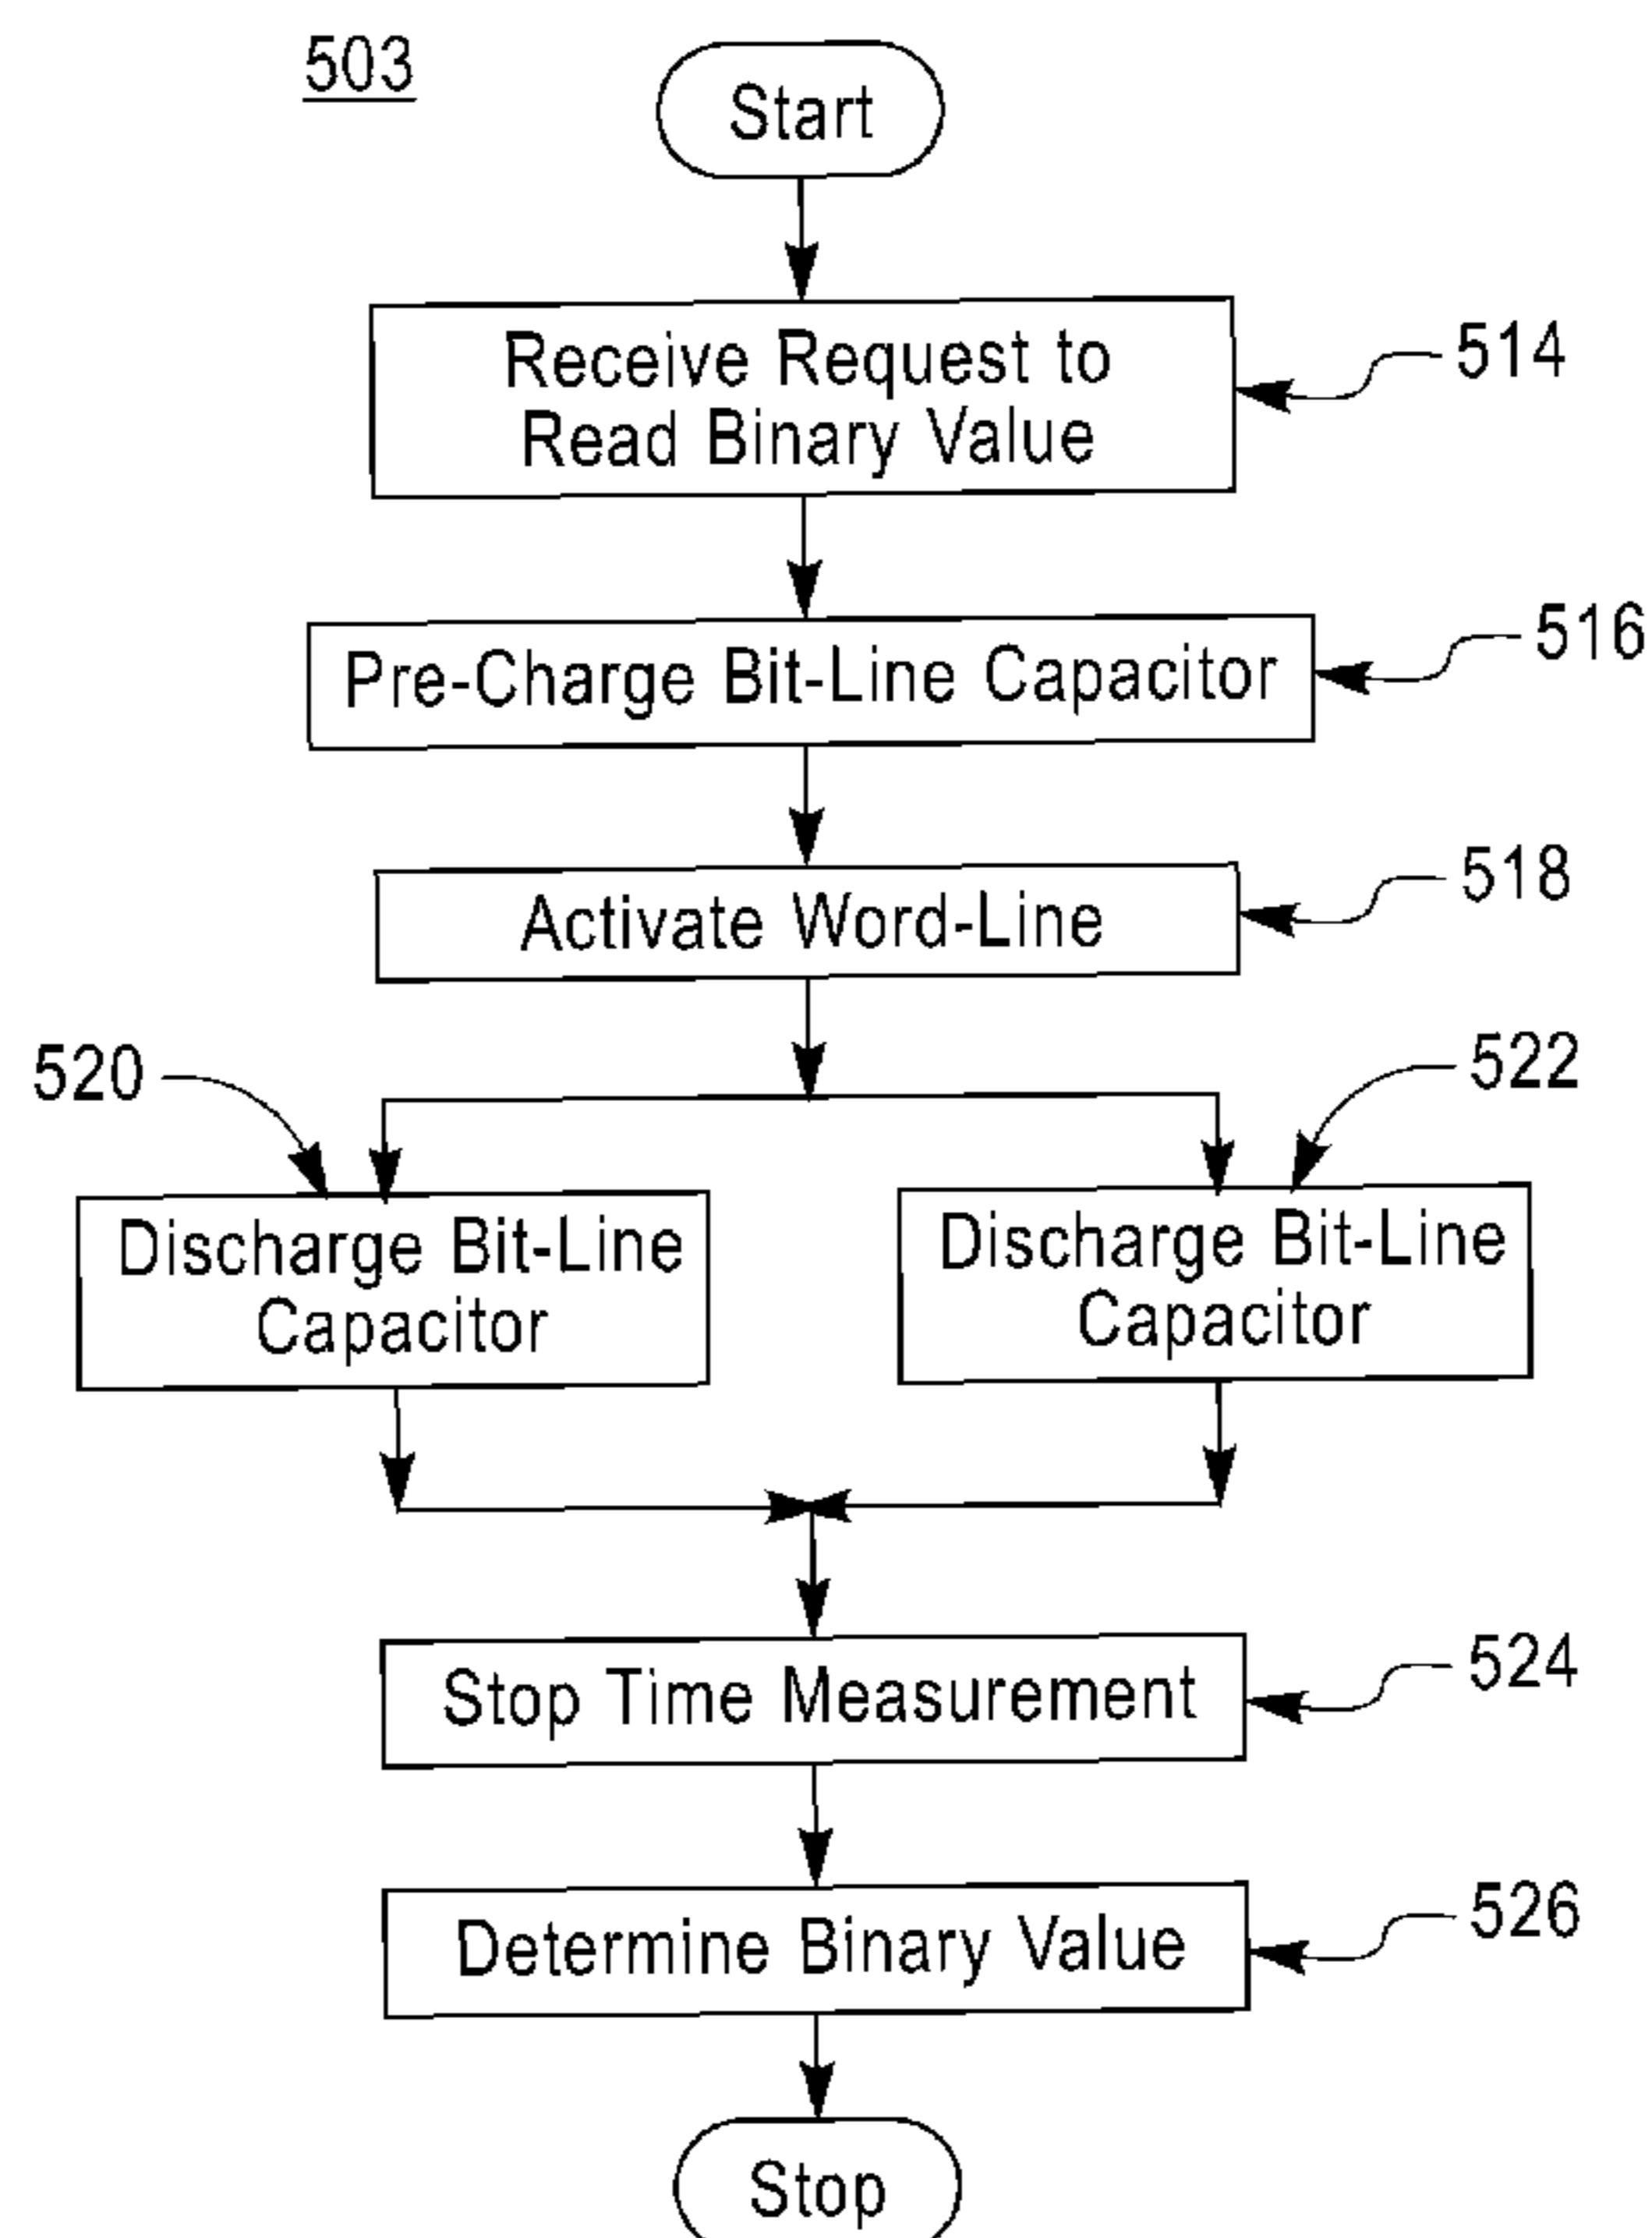 503
Start
Receive Request to
Read Binary Value
514
Pre-Charge Bit-Line Capacitor
516
Activate Word-Line
518
520
522
Discharge Bit-Line
Capacitor
Discharge Bit-Line
Capacitor
Stop Time Measurement
524
Determine Binary Value
526
Stop